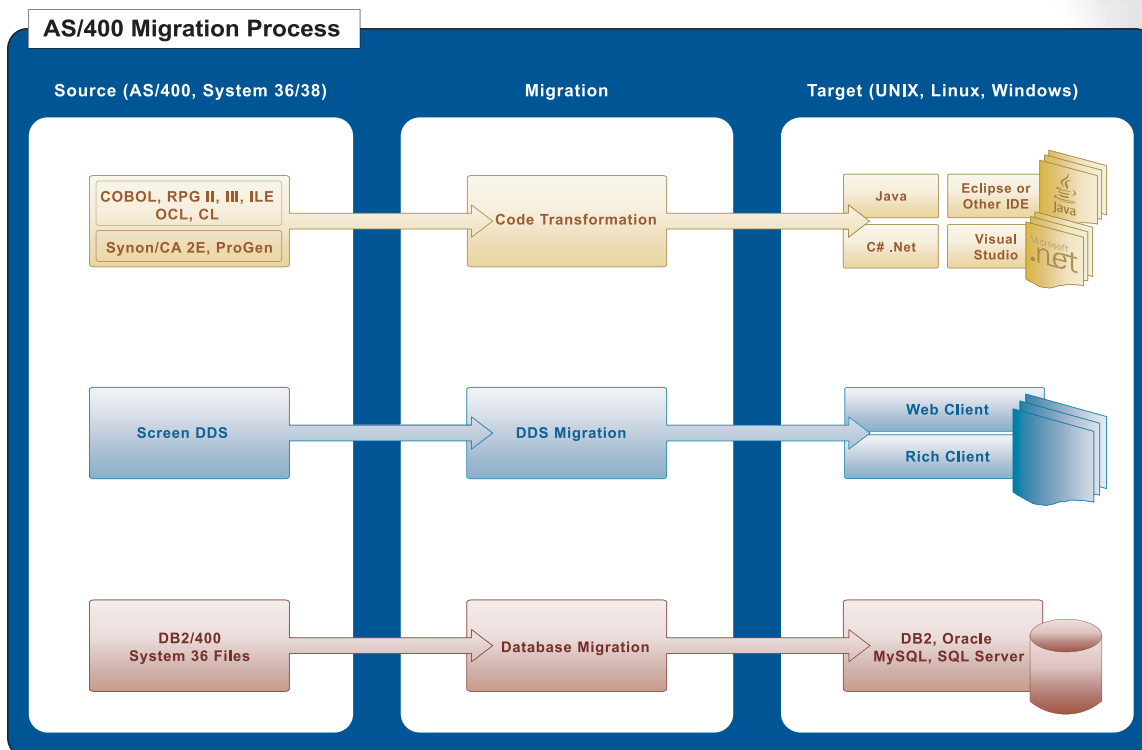 AS/400 Migration Process
Source (AS/400, System 36/38)
Migration
Target (UNIX, Linux, Windows)
COBOL, RPG II, III, ILE
OCL, CL
Synon/CA 2E, ProGen
Code Transformation
Java
Eclipse or
Other IDE
Java
C# .Net
Visual
Studio
Microsoft
.net
Screen DDS
DDS Migration
Web Client
Rich Client
DB2/400
System 36 Files
Database Migration
DB2, Oracle
MySQL, SQL Server